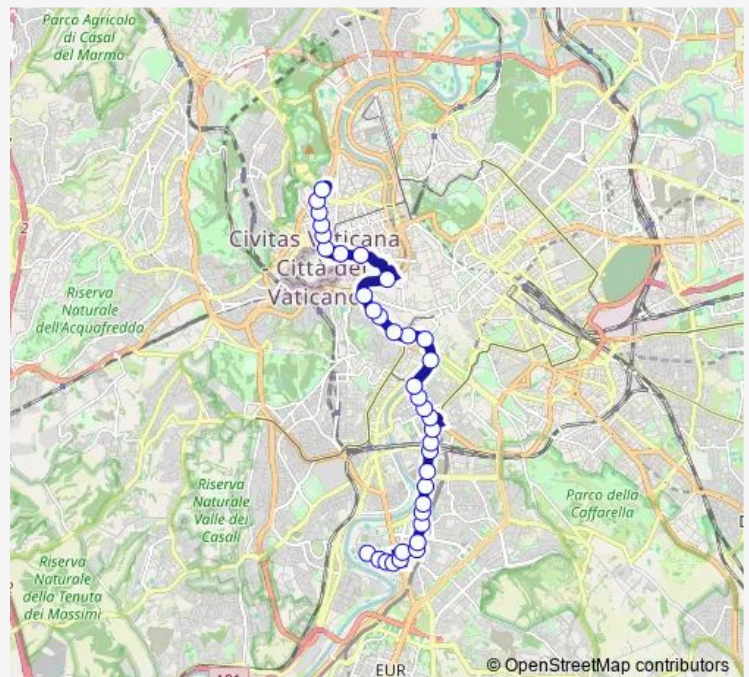 Parco Agricolo
di Casal
del Marmo
2
Civitas Vaticana
Città del
Vaticano
Riserva
Naturale
dell'Acquafredda
Riserva
Naturale
Valle dei
Casali
Parco della
Caffarella
Riserva
Naturale
della Tenuta
dei Massimi
EUR
© OpenStreetMap contributors